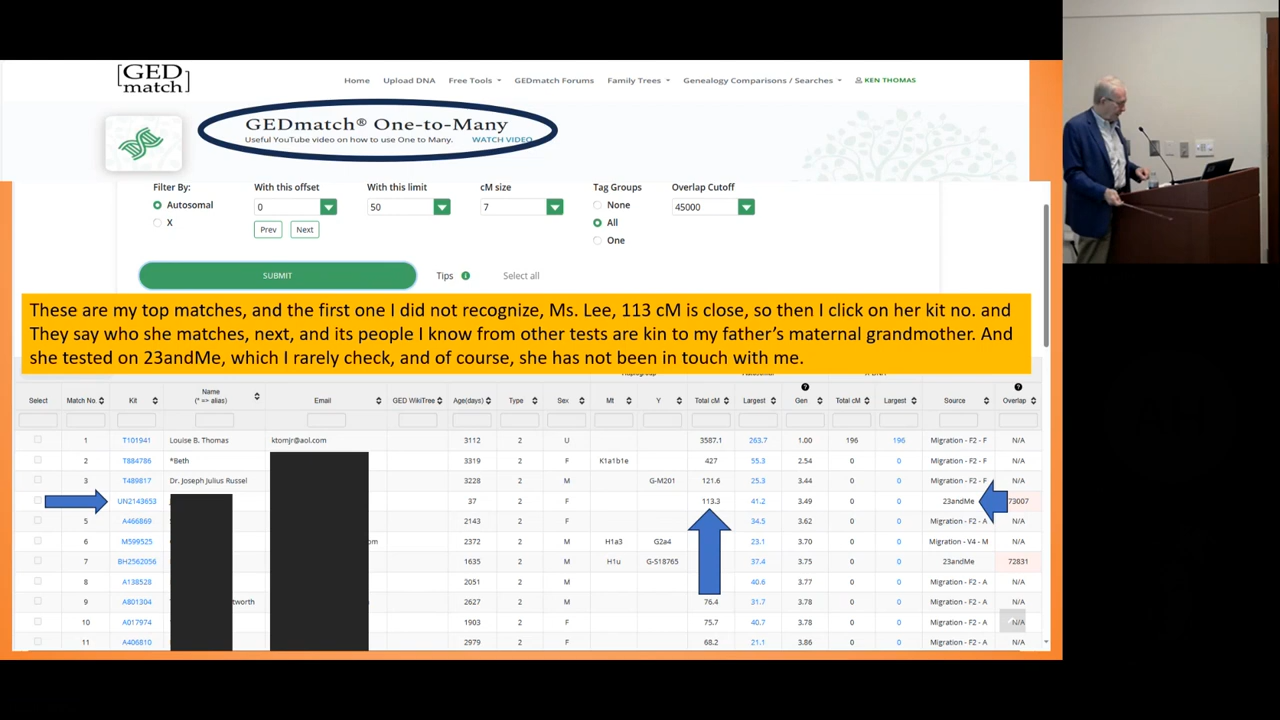 [GED
match]
Home Upload DNA Free Tools GEDmatch Forums Family Trees Genealogy Comparisons / Searches KEN THOMAS
GEDmatch® One-to-Many
Useful YouTube video on how to use One to Many. WATCH VIDEO
Filter By: With this offset With this limit cM size Tag Groups Overlap Cutoff
Autosomal 0 50 7 None 45000
X Prev Next All
One
SUBMIT Tips Select all
These are my top matches, and the first one I did not recognize, Ms. Lee, 113 cM is close, so then I click on her kit no. and
They say who she matches, next, and its people I know from other tests are kin to my father's maternal grandmother. And
she tested on 23andMe, which I rarely check, and of course, she has not been in touch with me.
Select Match No. Kit Name (* => alias) Email GED WikiTree Age(days) Type Sex Mt Y Total cM Largest Gen Total cM Largest Source Overlap
1 T101941 Louise B. Thomas ktomjr@aol.com 3112 2 U 3587.1 263.7 1.00 196 196 Migration - F2 - F N/A
2 T884786 *Beth 3319 2 F K1a1b1e 427 55.3 2.54 0 0 Migration - F2 - F N/A
3 T489817 Dr. Joseph Julius Russel 3228 2 M G-M201 121.6 25.3 3.44 0 0 Migration - F2 - F N/A
UN2143653 37 2 F 113.3 41.2 3.49 0 0 23andMe 73007
5 A466869 2143 2 F 34.5 3.62 0 0 Migration - F2 - A N/A
6 M599525 om 2372 2 M H1a3 G2a4 23.1 3.70 0 0 Migration - V4 - M N/A
7 BH2562056 1635 2 M H1u G-S18765 37.4 3.75 0 0 23andMe 72831
8 A138528 2051 2 M 40.6 3.77 0 0 Migration - F2 - A N/A
9 A801304 tworth 2627 2 M 76.4 31.7 3.78 0 0 Migration - F2 - A N/A
10 A017974 1903 2 F 75.7 40.7 3.78 0 0 Migration - F2 - A N/A
11 A406810 2979 2 F 68.2 21.1 3.86 0 0 Migration - F2 - A N/A